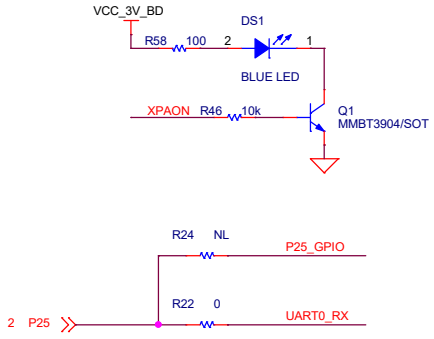 VCC_3V_BD
DS1
R58 100 2 1
BLUE LED
XPAON R46 10k Q1
MMBT3904/SOT
R24 NL
P25_GPIO
R22 0
UART0_RX
2 P25